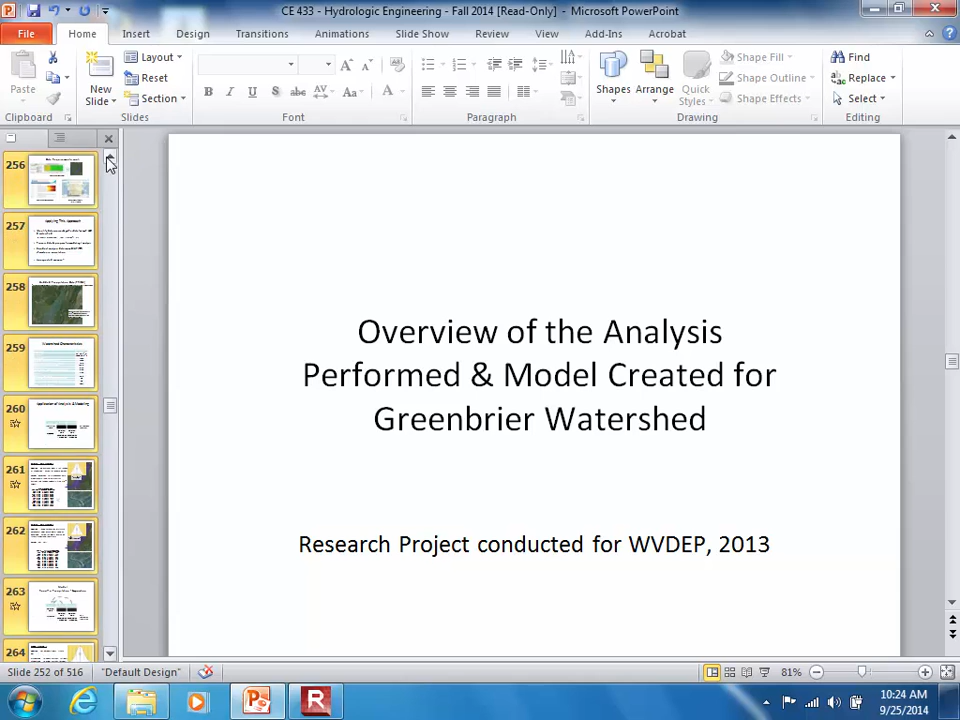 CE 433 - Hydrologic Engineering - Fall 2014 [Read-Only] - Microsoft PowerPoint
File Home Insert Design Transitions Animations Slide Show Review View Add-Ins Acrobat
Paste
New Slide
Layout
Reset
Section
Shapes
Arrange
Quick Styles
Shape Fill
Shape Outline
Shape Effects
Find
Replace
Select
Clipboard Slides Font Paragraph Drawing Editing
256
257
258
259
260
261
262
263
264
Overview of the Analysis
Performed & Model Created for
Greenbrier Watershed
Research Project conducted for WVDEP, 2013
Slide 252 of 516 "Default Design" 81%
10:24 AM
9/25/2014